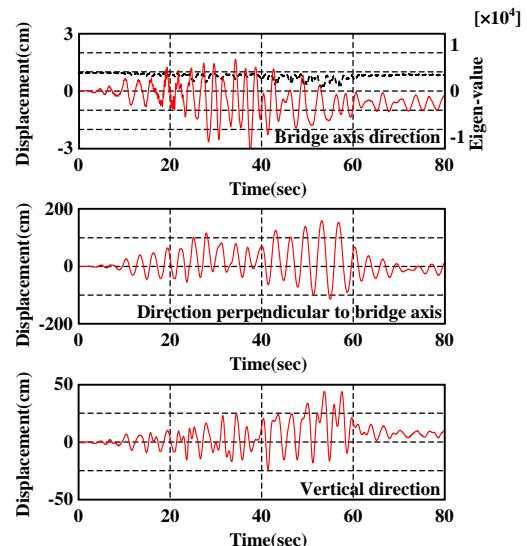 [×10⁴]
Displacement(cm)
3
0
-3
1
0
-1
Eigen-value
Bridge axis direction
0 20 40 60 80
Time(sec)
Displacement(cm)
200
0
-200
Direction perpendicular to bridge axis
0 20 40 60 80
Time(sec)
Displacement(cm)
50
0
-50
Vertical direction
0 20 40 60 80
Time(sec)